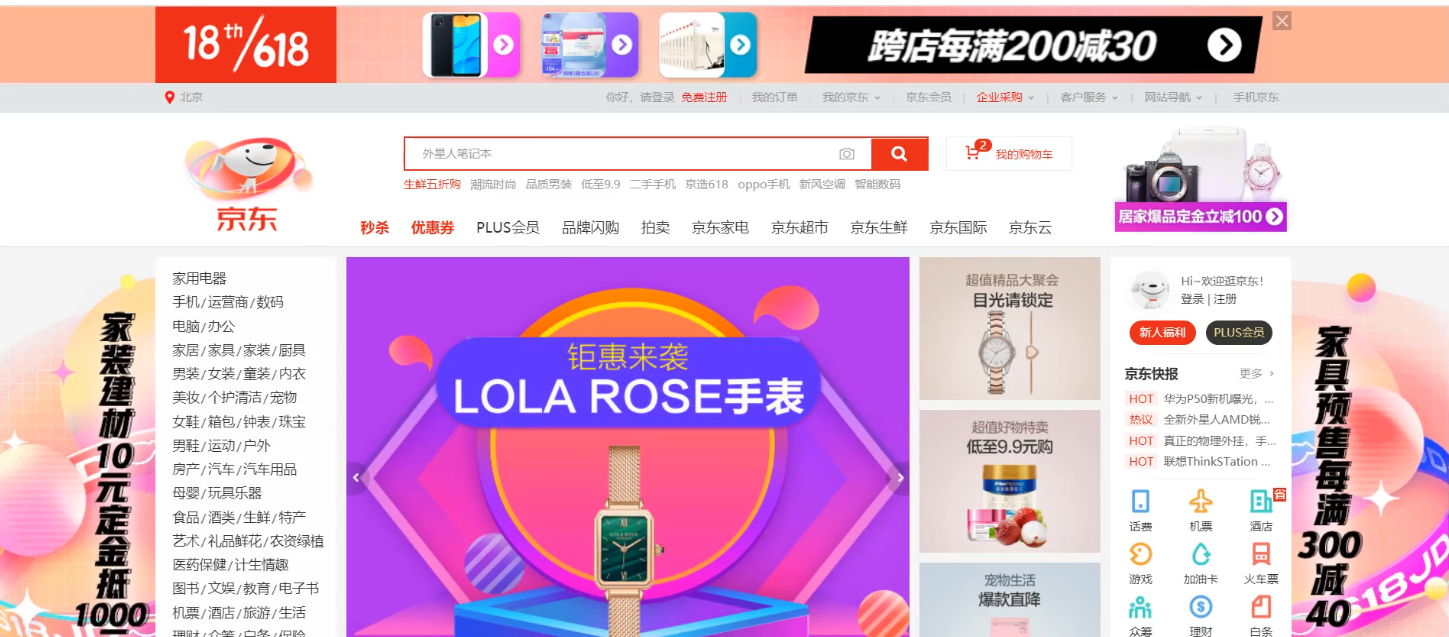 18th/618
跨店每满200减30
北京
你好，请登录 免费注册 我的订单 我的京东 京东会员 企业采购 客户服务 网站导航 手机京东
外星人笔记本
2 我的购物车
生鲜五折购 潮流时尚 品质男装 低至9.9 二手手机 京造618 oppo手机 新风空调 智能数码
京东
秒杀 优惠券 PLUS会员 品牌闪购 拍卖 京东家电 京东超市 京东生鲜 京东国际 京东云
居家爆品定金立减100
家装建材10元定金抵1000元
家用电器
手机/运营商/数码
电脑/办公
家居/家具/家装/厨具
男装/女装/童装/内衣
美妆/个护清洁/宠物
女鞋/箱包/钟表/珠宝
男鞋/运动/户外
房产/汽车/汽车用品
母婴/玩具乐器
食品/酒类/生鲜/特产
艺术/礼品鲜花/农资绿植
医药保健/计生情趣
图书/文娱/教育/电子书
机票/酒店/旅游/生活
理财/众筹/白条/保险
钜惠来袭
LOLA ROSE手表
超值精品大聚会
目光请锁定
超值好物特卖
低至9.9元购
宠物生活
爆款直降
Hi~欢迎逛京东!
登录 | 注册
新人福利 PLUS会员
京东快报 更多
HOT 华为P50新机曝光，...
热议 全新外星人AMD锐...
HOT 真正的物理外挂，手...
HOT 联想ThinkSTation ...
省
话费 机票 酒店
游戏 加油卡 火车票
众筹 理财 白条
家具预售每满300减40
618JD